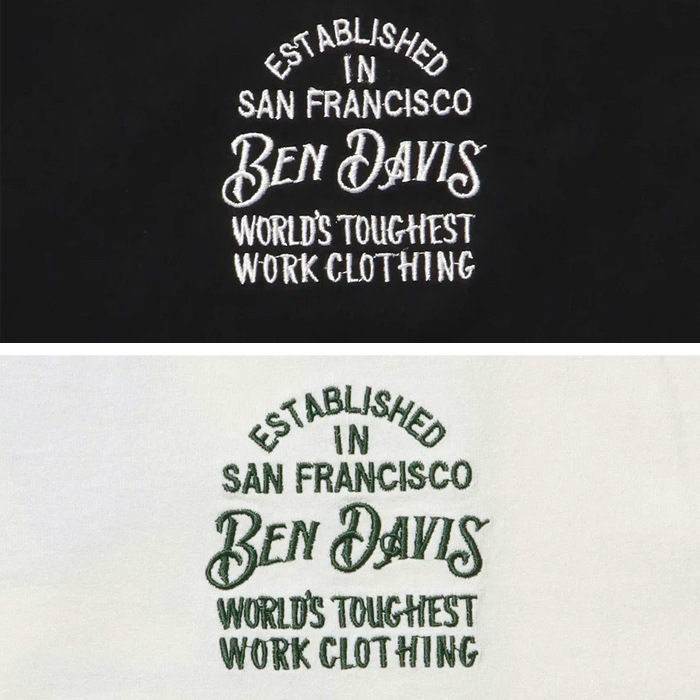 ESTABLISHED
IN
SAN FRANCISCO
BEN DAVIS
WORLD'S TOUGHEST
WORK CLOTHING
ESTABLISHED
IN
SAN FRANCISCO
BEN DAVIS
WORLD'S TOUGHEST
WORK CLOTHING